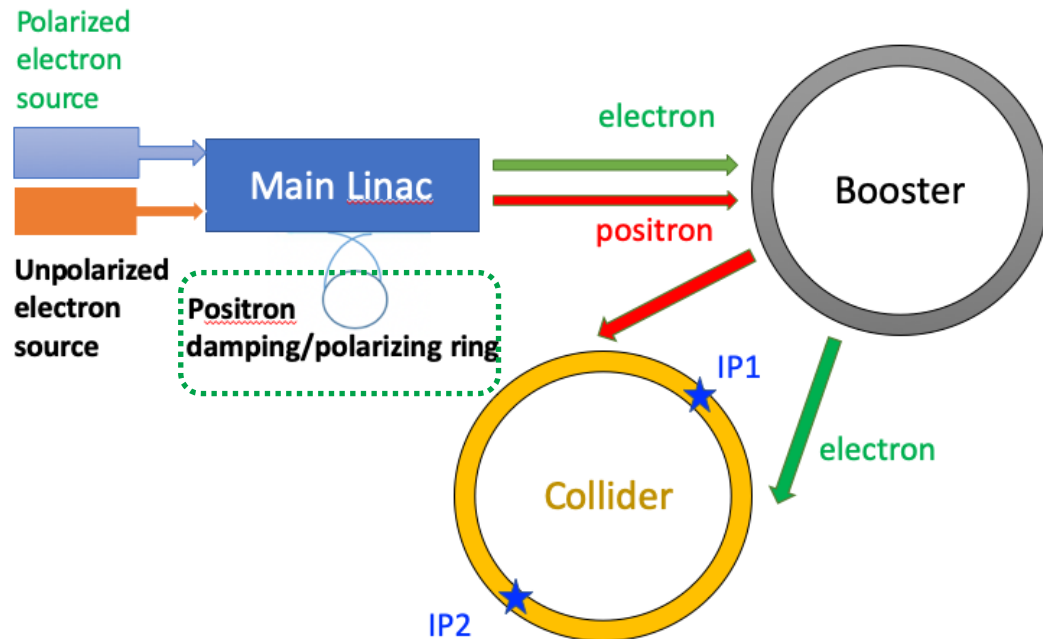 Polarized
electron
source
Main Linac
electron
positron
Booster
Unpolarized
electron
source
Positron
damping/polarizing ring
IP1
electron
Collider
IP2